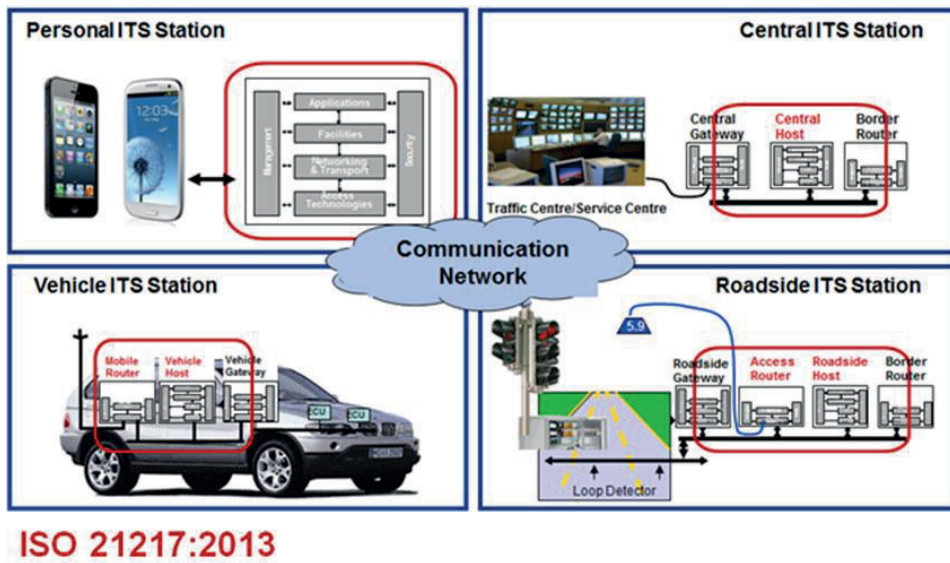 Personal ITS Station
12:03
Applications
Facilities
Networking
& Transport
Access
Technologies
Management
Security
Central ITS Station
Central
Gateway
Central
Host
Border
Router
Traffic Centre/Service Centre
Communication
Network
Vehicle ITS Station
Mobile
Router
Vehicle
Host
Vehicle
Gateway
ECU
ECU
Roadside ITS Station
5.9
Roadside
Gateway
Access
Router
Roadside
Host
Border
Router
Loop Detector
ISO 21217:2013